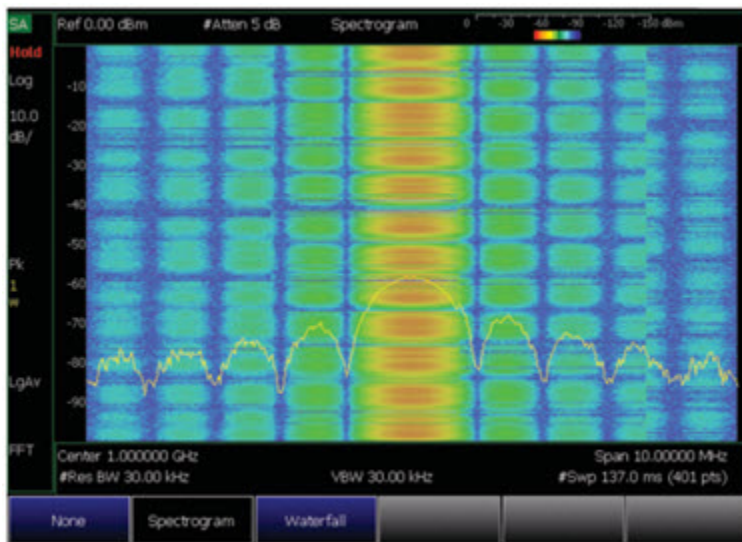 SA Ref 0.00 dBm #Atten 5 dB Spectrogram 0 -30 -60 -90 -120 -150 dBm
Hold
Log
10.0
dB/
-10
-20
-30
-40
-50
-60
-70
-80
-90
Pk
1
LgAv
FFT
Center 1.000000 GHz Span 10.00000 MHz
#Res BW 30.00 kHz VBW 30.00 kHz #Swp 137.0 ms (401 pts)
None Spectrogram Waterfall